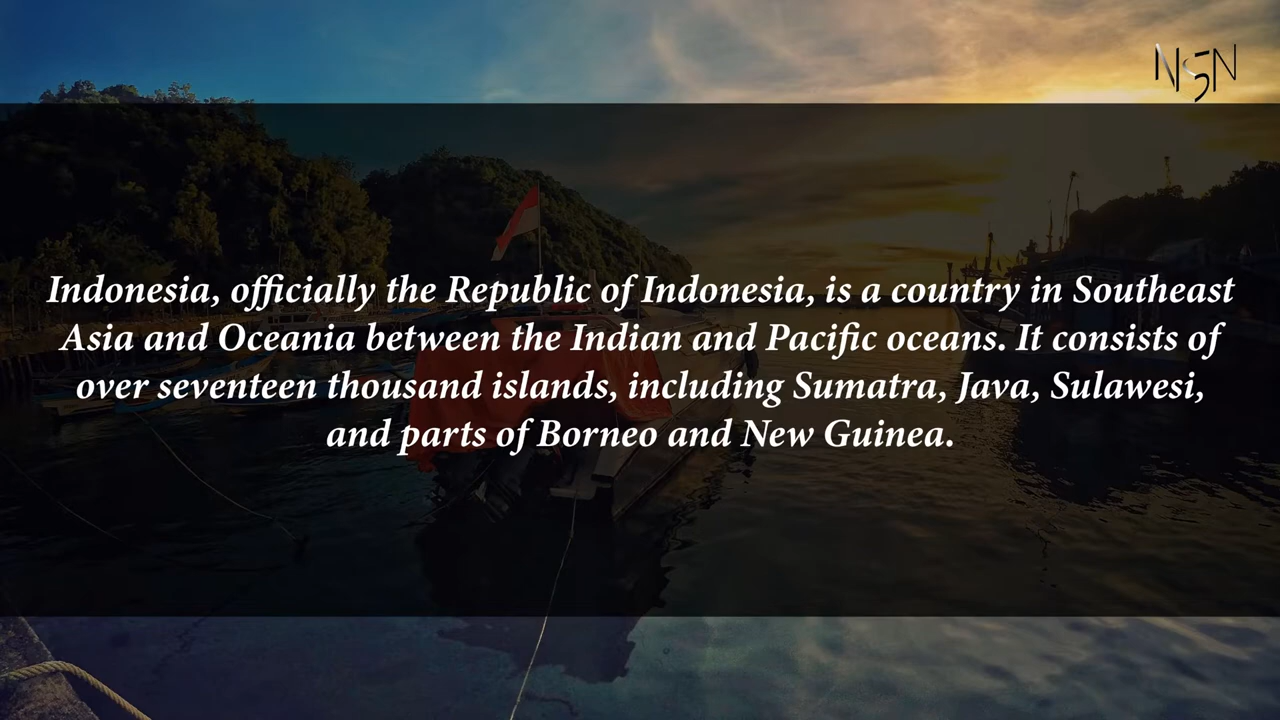 NSN
Indonesia, officially the Republic of Indonesia, is a country in Southeast
Asia and Oceania between the Indian and Pacific oceans. It consists of
over seventeen thousand islands, including Sumatra, Java, Sulawesi,
and parts of Borneo and New Guinea.